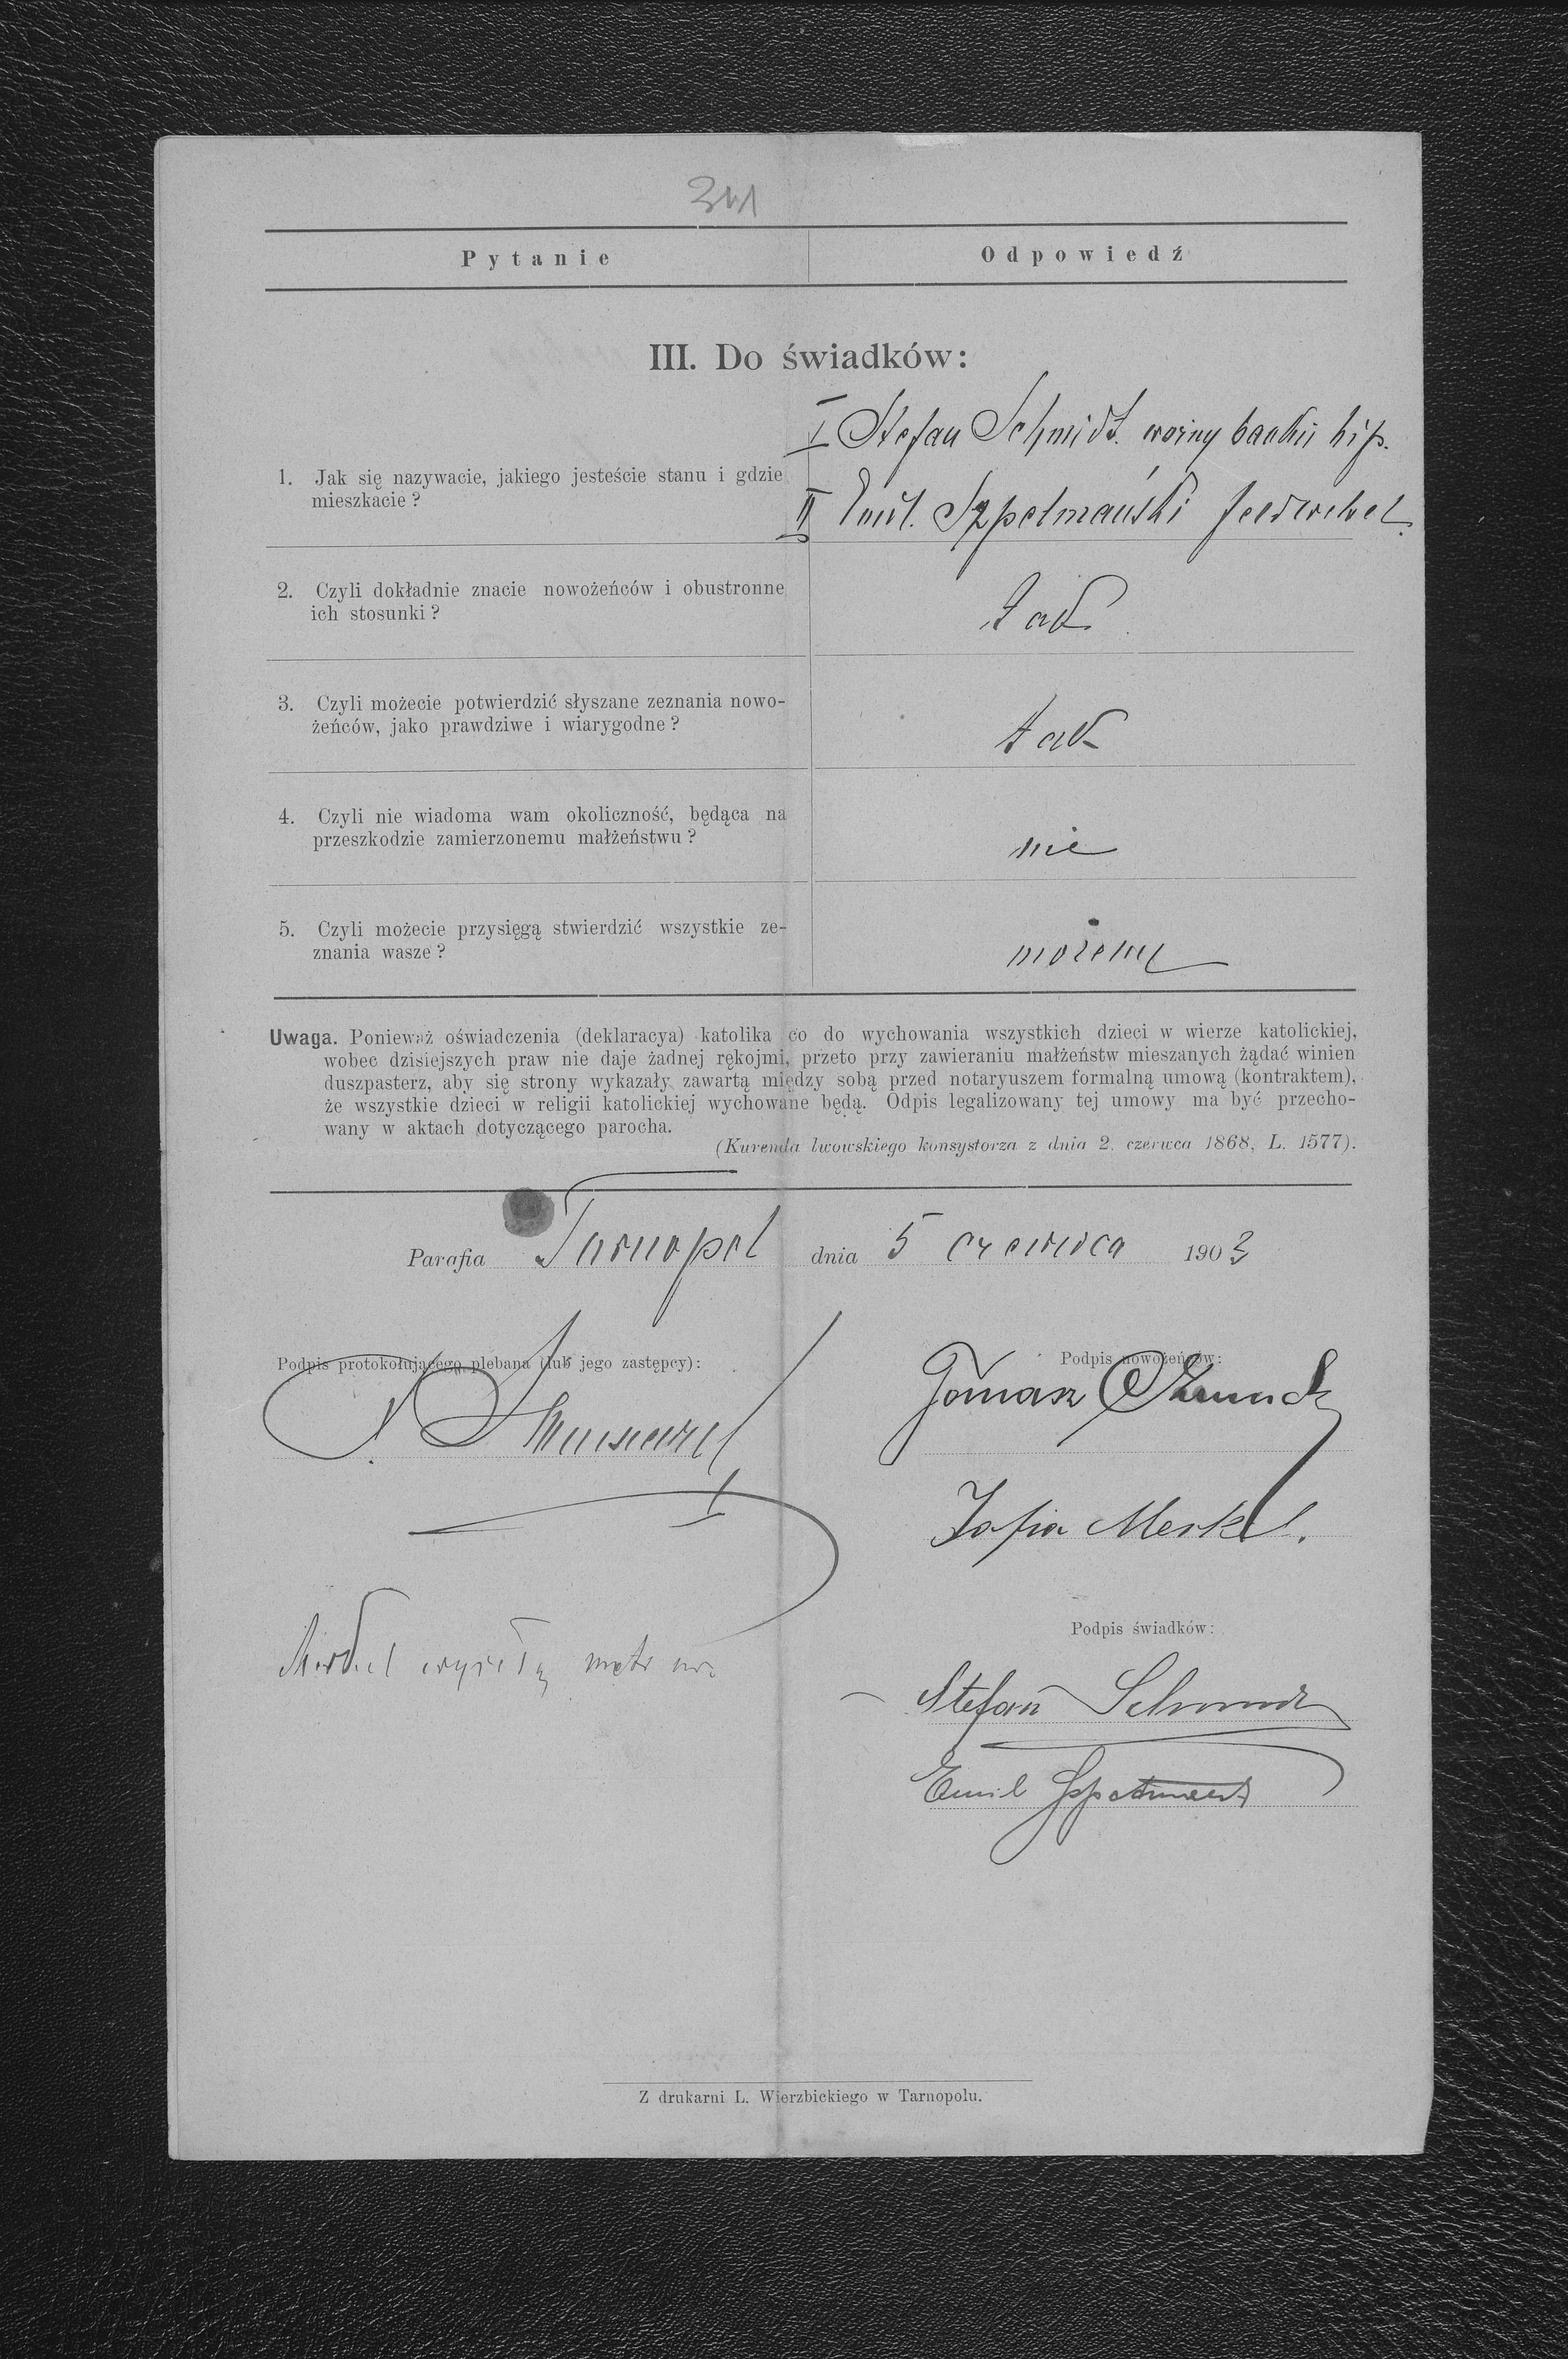 341
Pytanie Odpowiedź
III. Do świadków:
I Stefan Schmidt. woźny banku hip.
1. Jak się nazywacie, jakiego jesteście stanu i gdzie
mieszkacie?
II Emil. Szpetmański feldwebel.
2. Czyli dokładnie znacie nowożeńców i obustronne
ich stosunki?
tak
3. Czyli możecie potwierdzić słyszane zeznania nowo-
żeńców, jako prawdziwe i wiarygodne?
tak
4. Czyli nie wiadoma wam okoliczność, będąca na
przeszkodzie zamierzonemu małżeństwu?
nie
5. Czyli możecie przysięgą stwierdzić wszystkie ze-
znania wasze?
możemy
Uwaga. Ponieważ oświadczenia (deklaracya) katolika co do wychowania wszystkich dzieci w wierze katolickiej,
wobec dzisiejszych praw nie daje żadnej rękojmi, przeto przy zawieraniu małżeństw mieszanych żądać winien
duszpasterz, aby się strony wykazały zawartą między sobą przed notaryuszem formalną umową (kontraktem),
że wszystkie dzieci w religii katolickiej wychowane będą. Odpis legalizowany tej umowy ma być przecho-
wany w aktach dotyczącego parocha.
(Kurenda lwowskiego konsystorza z dnia 2. czerwca 1868, L. 1577).
Parafia Tarnopol dnia 5 czerwca 1903
Podpis protokołującego plebana (lub jego zastępcy): Podpis nowożeńców:
Tomasz
Zofia Merkel.
Podpis świadków:
Stefan Schmidt
Emil
Z drukarni L. Wierzbickiego w Tarnopolu.